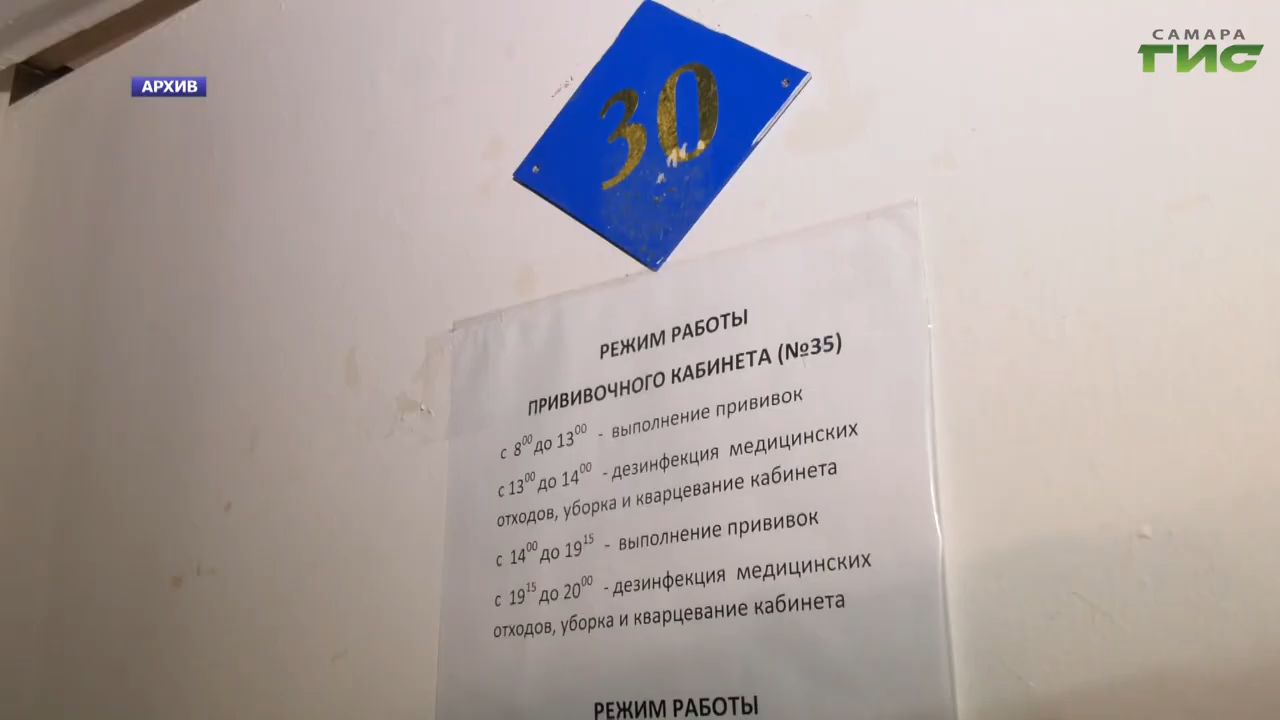 САМАРА
ГИС
АРХИВ
30
РЕЖИМ РАБОТЫ
ПРИВИВОЧНОГО КАБИНЕТА (№35)
с 8⁰⁰ до 13⁰⁰ - выполнение прививок
с 13⁰⁰ до 14⁰⁰ - дезинфекция медицинских
отходов, уборка и кварцевание кабинета
с 14⁰⁰ до 19¹⁵ - выполнение прививок
с 19¹⁵ до 20⁰⁰ - дезинфекция медицинских
отходов, уборка и кварцевание кабинета
РЕЖИМ РАБОТЫ